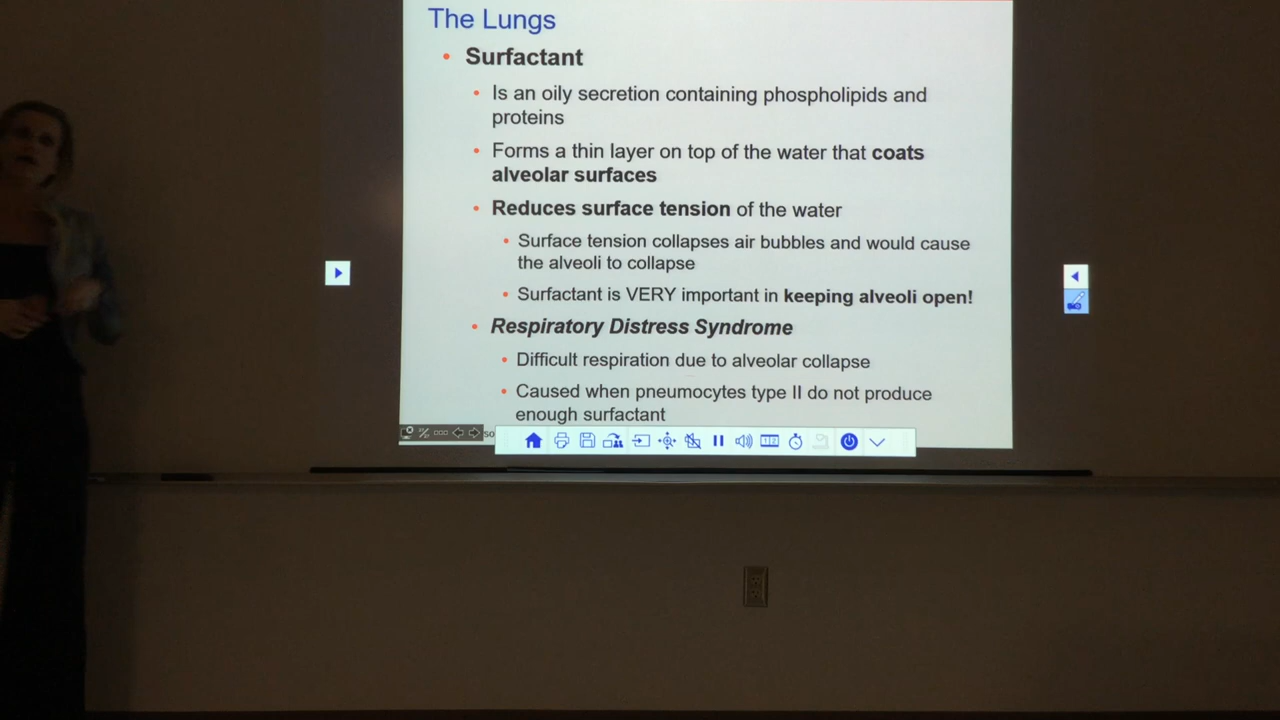 The Lungs
• Surfactant
• Is an oily secretion containing phospholipids and
proteins
• Forms a thin layer on top of the water that coats
alveolar surfaces
• Reduces surface tension of the water
• Surface tension collapses air bubbles and would cause
the alveoli to collapse
• Surfactant is VERY important in keeping alveoli open!
• Respiratory Distress Syndrome
• Difficult respiration due to alveolar collapse
• Caused when pneumocytes type II do not produce
enough surfactant
so